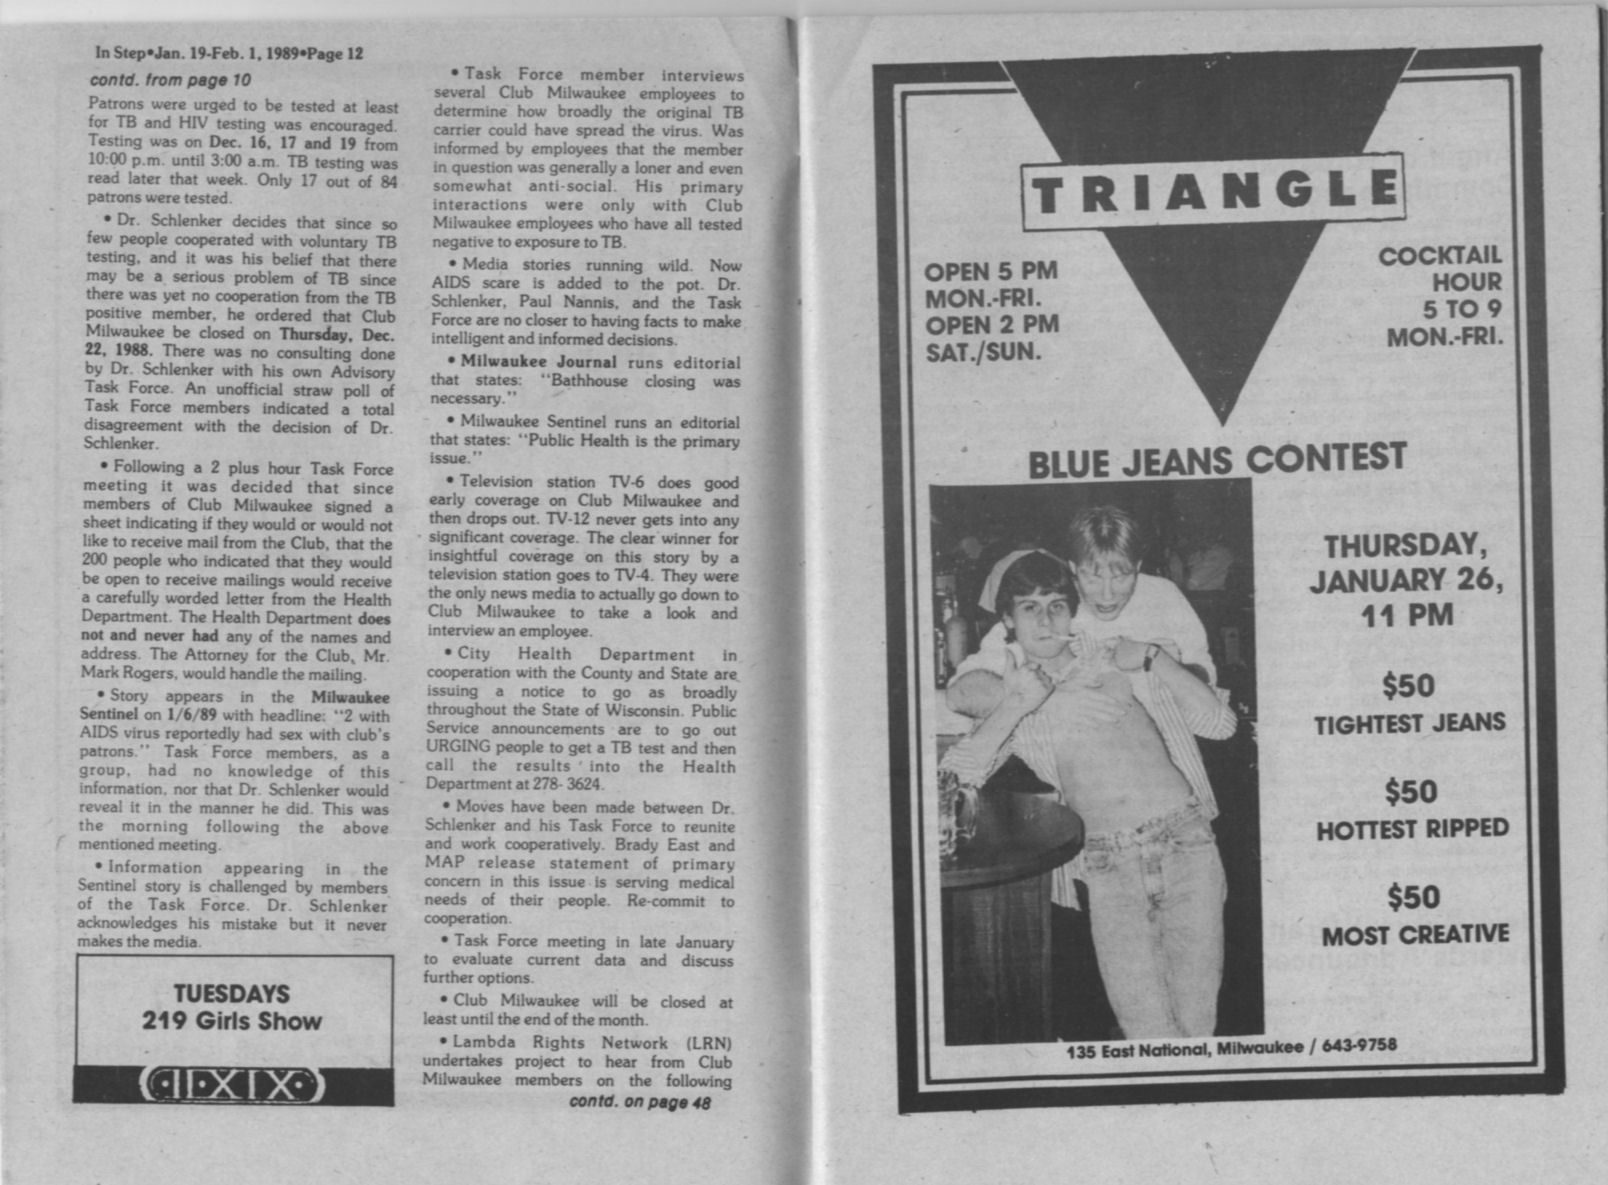 In Step•Jan. 19-Feb. 1, 1989•Page 12
contd. from page 10
Patrons were urged to be tested at least
for TB and HIV testing was encouraged.
Testing was on Dec. 16, 17 and 19 from
10:00 p.m. until 3:00 a.m. TB testing was
read later that week. Only 17 out of 84
patrons were tested.
• Dr. Schlenker decides that since so
few people cooperated with voluntary TB
testing, and it was his belief that there
may be a serious problem of TB since
there was yet no cooperation from the TB
positive member, he ordered that Club
Milwaukee be closed on Thursday, Dec.
22, 1988. There was no consulting done
by Dr. Schlenker with his own Advisory
Task Force. An unofficial straw poll of
Task Force members indicated a total
disagreement with the decision of Dr.
Schlenker.
• Following a 2 plus hour Task Force
meeting it was decided that since
members of Club Milwaukee signed a
sheet indicating if they would or would not
like to receive mail from the Club, that the
200 people who indicated that they would
be open to receive mailings would receive
a carefully worded letter from the Health
Department. The Health Department does
not and never had any of the names and
address. The Attorney for the Club, Mr.
Mark Rogers, would handle the mailing.
• Story appears in the Milwaukee
Sentinel on 1/6/89 with headline: "2 with
AIDS virus reportedly had sex with club's
patrons." Task Force members, as a
group, had no knowledge of this
information, nor that Dr. Schlenker would
reveal it in the manner he did. This was
the morning following the above
mentioned meeting.
• Information appearing in the
Sentinel story is challenged by members
of the Task Force. Dr. Schlenker
acknowledges his mistake but it never
makes the media.
TUESDAYS
219 Girls Show
• Task Force member interviews
several Club Milwaukee employees to
determine how broadly the original TB
carrier could have spread the virus. Was
informed by employees that the member
in question was generally a loner and even
somewhat anti-social. His primary
interactions were only with Club
Milwaukee employees who have all tested
negative to exposure to TB.
• Media stories running wild. Now
AIDS scare is added to the pot. Dr.
Schlenker, Paul Nannis, and the Task
Force are no closer to having facts to make
intelligent and informed decisions.
• Milwaukee Journal runs editorial
that states: "Bathhouse closing was
necessary."
• Milwaukee Sentinel runs an editorial
that states: "Public Health is the primary
issue."
• Television station TV-6 does good
early coverage on Club Milwaukee and
then drops out. TV-12 never gets into any
significant coverage. The clear winner for
insightful coverage on this story by a
television station goes to TV-4. They were
the only news media to actually go down to
Club Milwaukee to take a look and
interview an employee.
• City Health Department in
cooperation with the County and State are
issuing a notice to go as broadly
throughout the State of Wisconsin. Public
Service announcements are to go out
URGING people to get a TB test and then
call the results into the Health
Department at 278- 3624.
• Moves have been made between Dr.
Schlenker and his Task Force to reunite
and work cooperatively. Brady East and
MAP release statement of primary
concern in this issue is serving medical
needs of their people. Re-commit to
cooperation.
• Task Force meeting in late January
to evaluate current data and discuss
further options.
• Club Milwaukee will be closed at
least until the end of the month.
• Lambda Rights Network (LRN)
undertakes project to hear from Club
Milwaukee members on the following
contd. on page 48
TRIANGLE
OPEN 5 PM
MON.-FRI.
OPEN 2 PM
SAT./SUN.
COCKTAIL
HOUR
5 TO 9
MON.-FRI.
BLUE JEANS CONTEST
THURSDAY,
JANUARY 26,
11 PM
$50
TIGHTEST JEANS
$50
HOTTEST RIPPED
$50
MOST CREATIVE
135 East National, Milwaukee / 643-9758